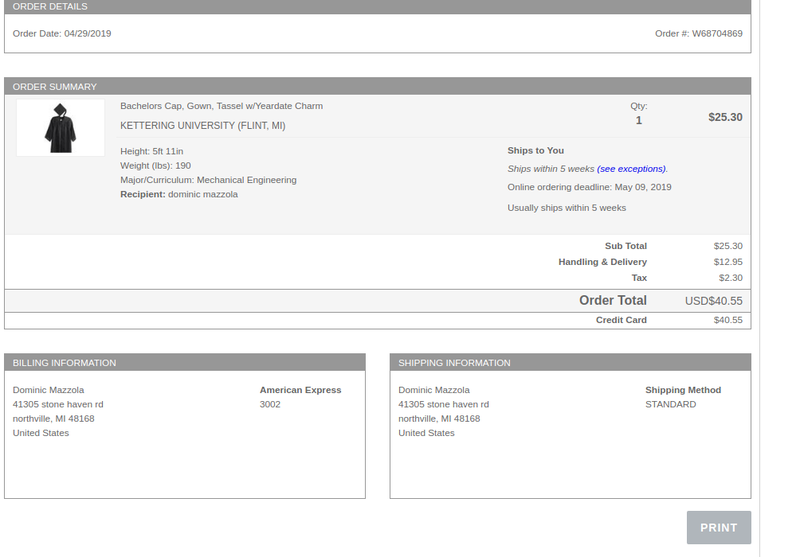 ORDER DETAILS
Order Date: 04/29/2019 Order #: W68704869
ORDER SUMMARY
Bachelors Cap, Gown, Tassel w/Yeardate Charm
KETTERING UNIVERSITY (FLINT, MI)
Qty:
1
$25.30
Height: 5ft 11in
Weight (lbs): 190
Major/Curriculum: Mechanical Engineering
Recipient: dominic mazzola
Ships to You
Ships within 5 weeks (see exceptions).
Online ordering deadline: May 09, 2019
Usually ships within 5 weeks
Sub Total $25.30
Handling & Delivery $12.95
Tax $2.30
Order Total USD$40.55
Credit Card $40.55
BILLING INFORMATION
Dominic Mazzola
41305 stone haven rd
northville, MI 48168
United States
American Express
3002
SHIPPING INFORMATION
Dominic Mazzola
41305 stone haven rd
northville, MI 48168
United States
Shipping Method
STANDARD
PRINT